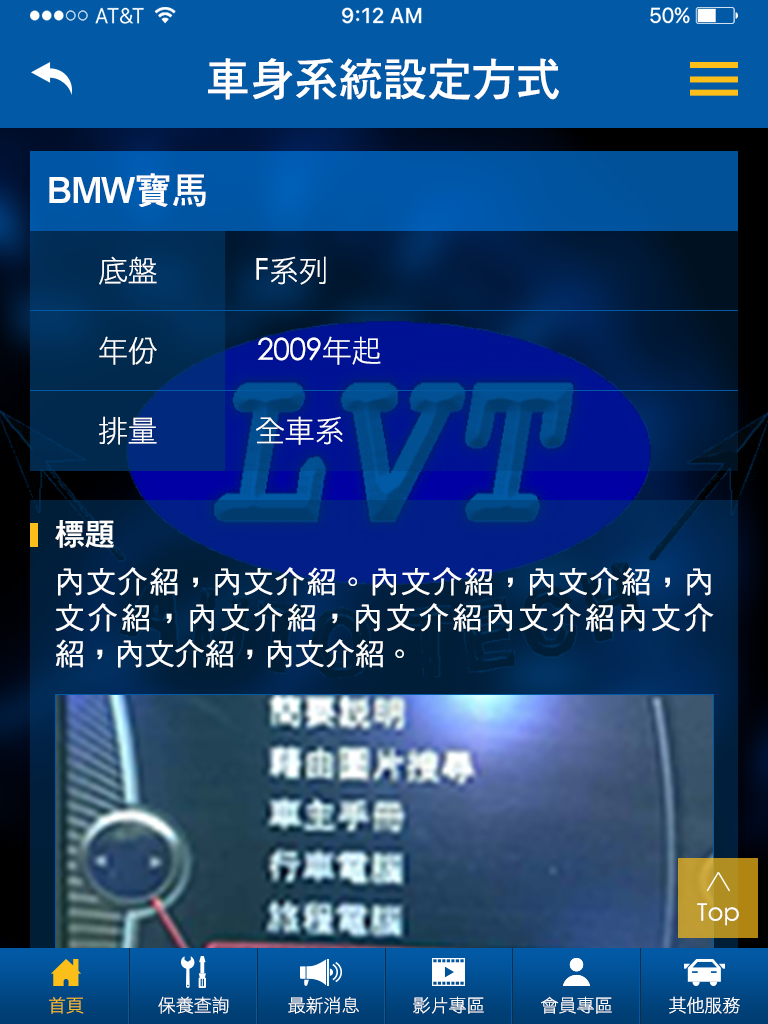 AT&T 9:12 AM 50%
車身系統設定方式
BMW寶馬
底盤 F系列
年份 2009年起
排量 全車系
LVT
標題
內文介紹，內文介紹。內文介紹，內文介紹，內
文介紹，內文介紹，內文介紹內文介紹內文介
紹，內文介紹，內文介紹。
簡要說明
藉由圖片搜尋
車主手冊
行車電腦
旅程電腦
Top
首頁 保養查詢 最新消息 影片專區 會員專區 其他服務